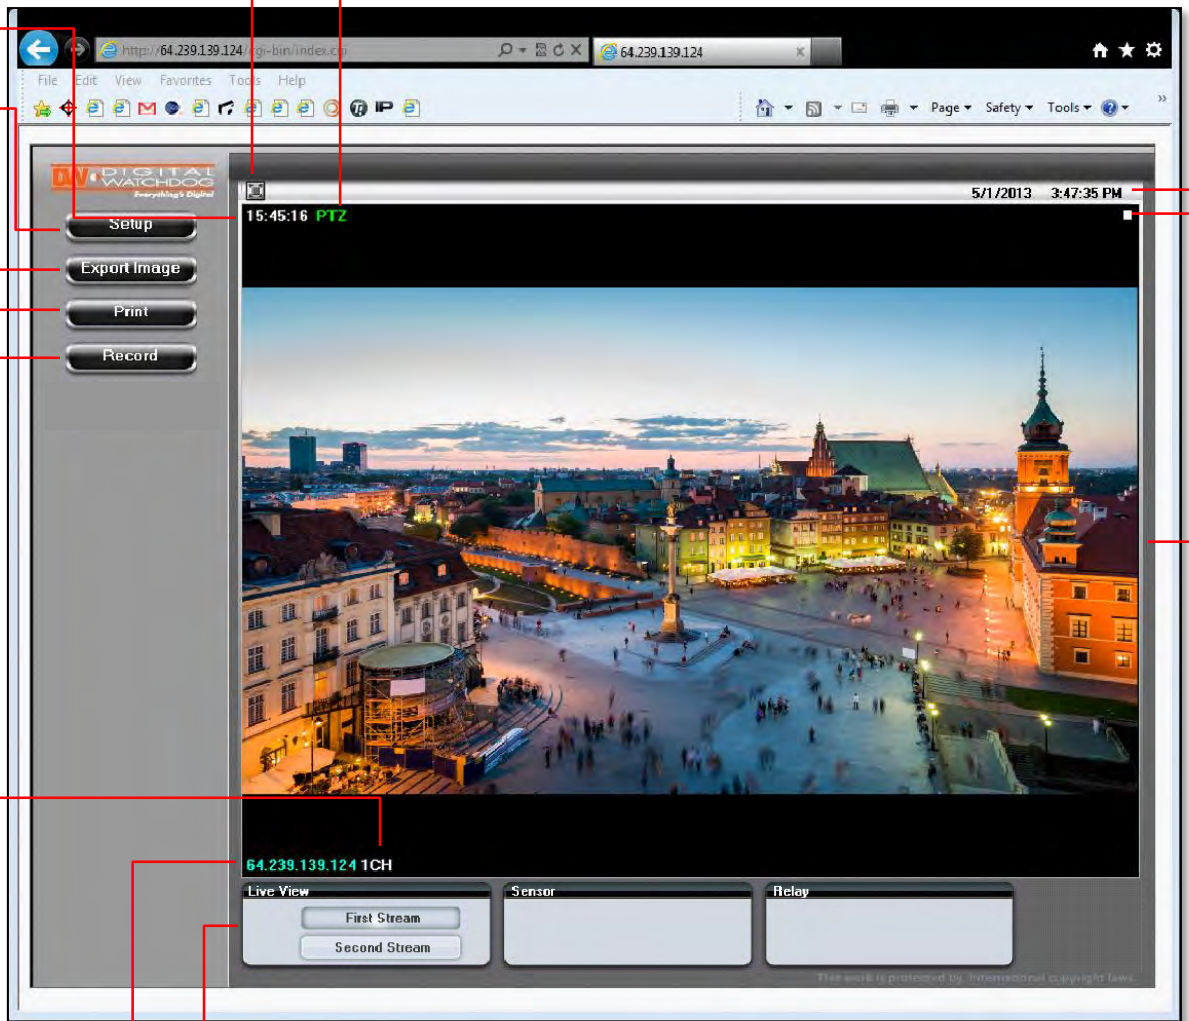 http://64.239.139.124/cgi-bin/index.cgi
64.239.139.124
File Edit View Favorites Tools Help
Page Safety Tools
DW DIGITAL WATCHDOG
Everything's Digital
Setup
Export Image
Print
Record
5/1/2013 3:47:35 PM
15:45:16 PTZ
64.239.139.124 1CH
Live View
First Stream
Second Stream
Sensor
Relay
This work is protected by international copyright laws.